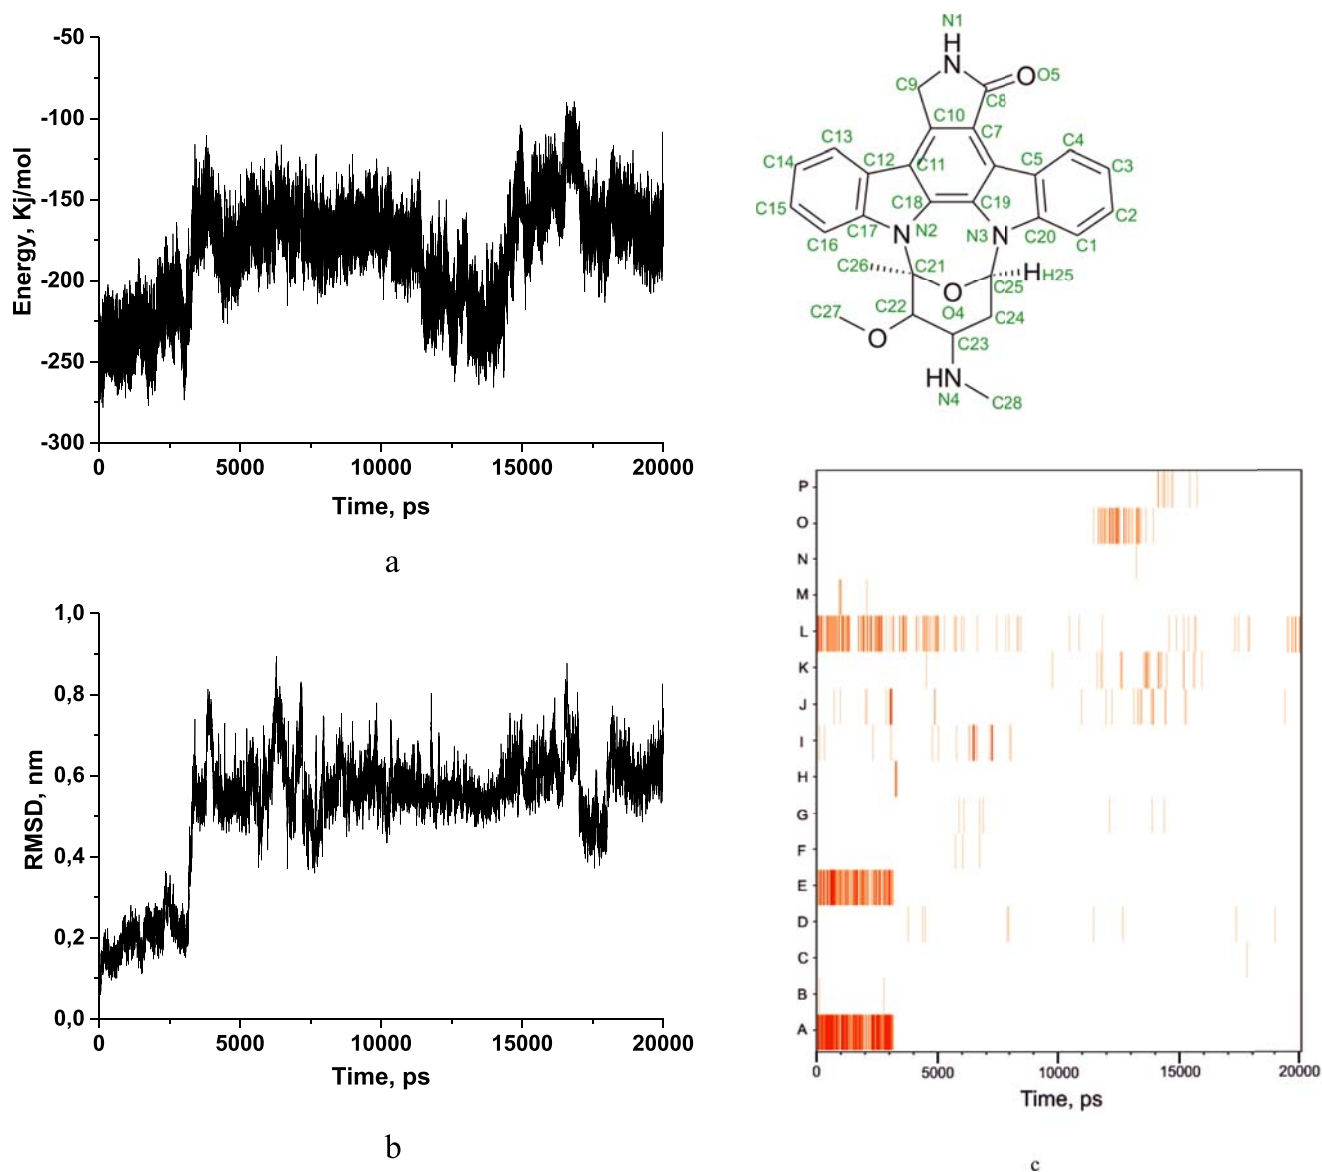 -50
-100
-150
-200
-250
-300
Energy, Kj/mol
0 5000 10000 15000 20000
Time, ps
a
1,0
0,8
0,6
0,4
0,2
0,0
RMSD, nm
0 5000 10000 15000 20000
Time, ps
b
N1
H
N
O O5
C9
C8
C10
C7
C13 C4
C14 C12 C11 C5 C3
C15 C18 C19 C2
C16 C17 N N2 N3 N C20 C1
C26 C21 O C25 H H25
O4
C27 C22 C24
O C23
HN
N4 C28
P
O
N
M
L
K
J
I
H
G
F
E
D
C
B
A
0 5000 10000 15000 20000
Time, ps
c